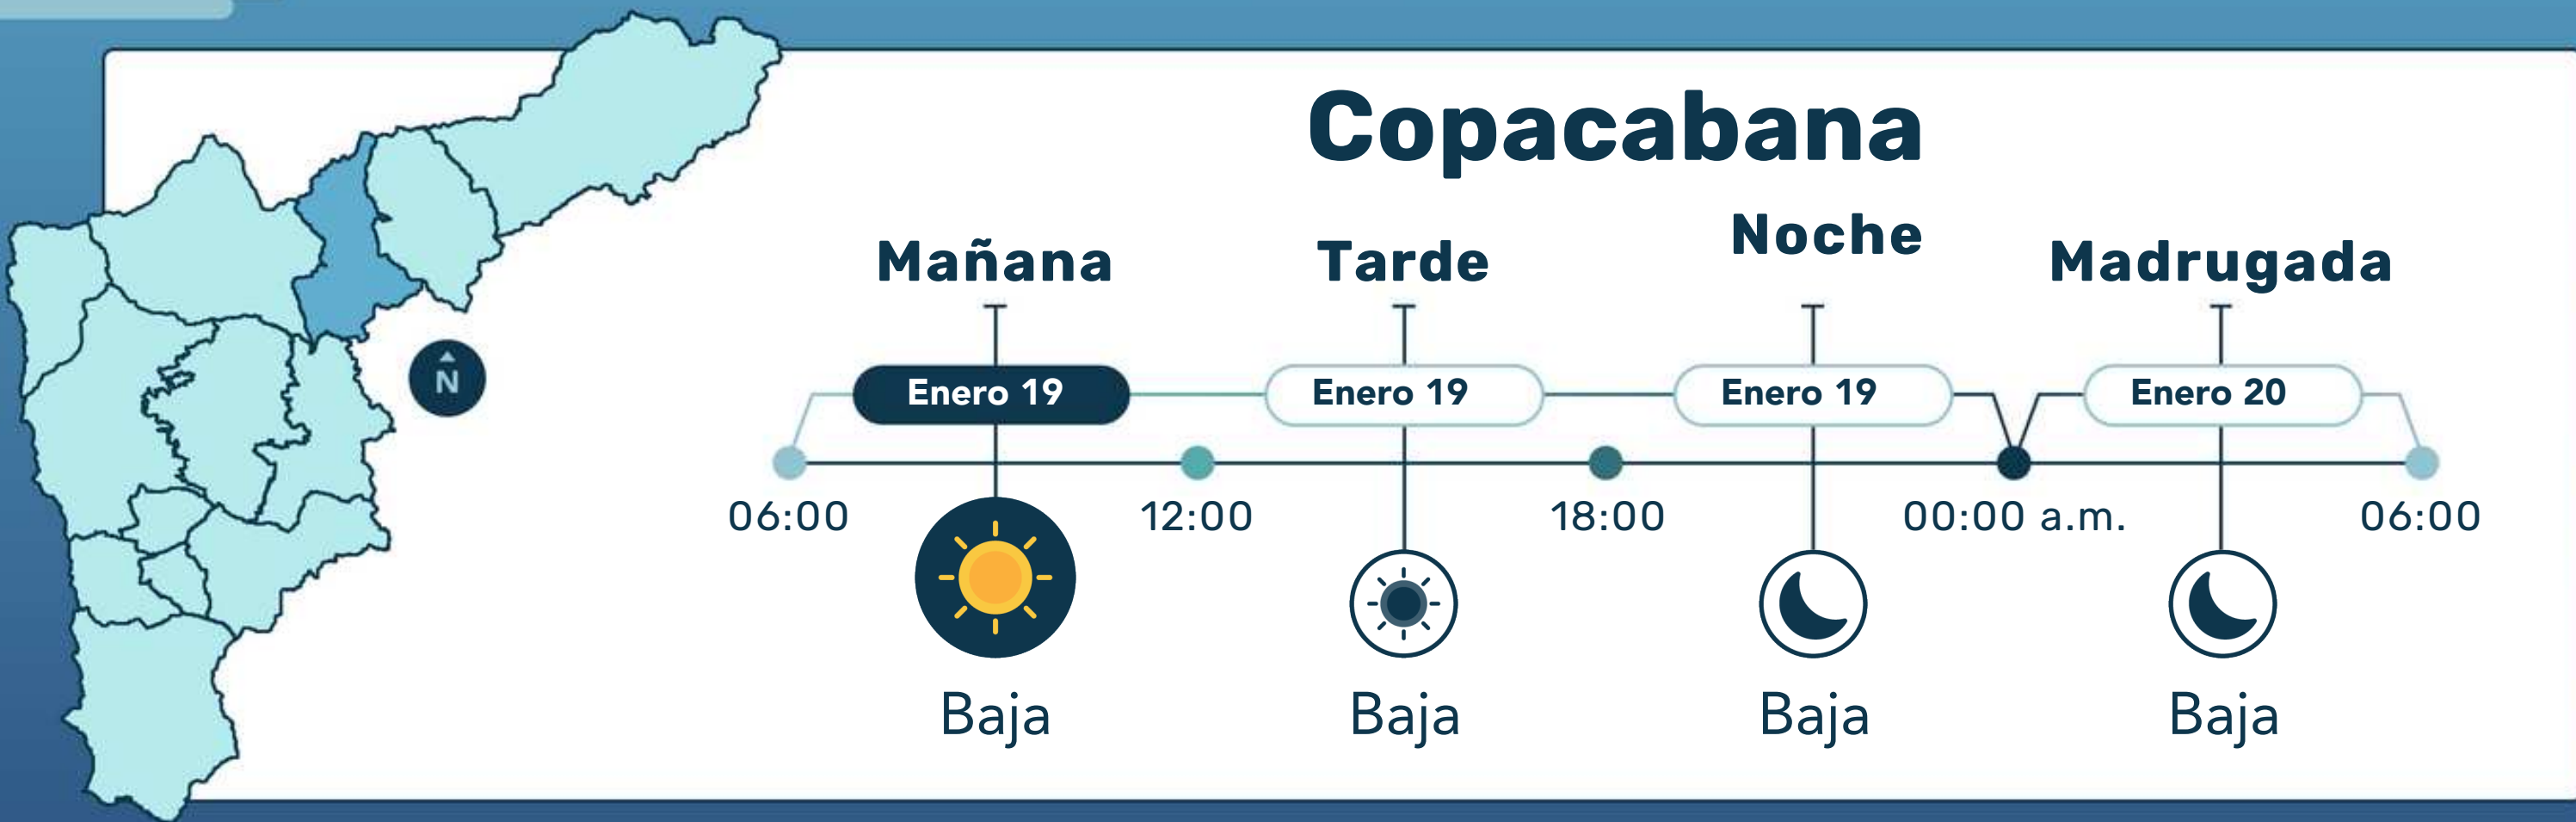 Copacabana
Mañana
Tarde
Noche
Madrugada
Enero 19
Enero 19
Enero 19
Enero 20
N
06:00
12:00
18:00
00:00 a.m.
06:00
Baja
Baja
Baja
Baja